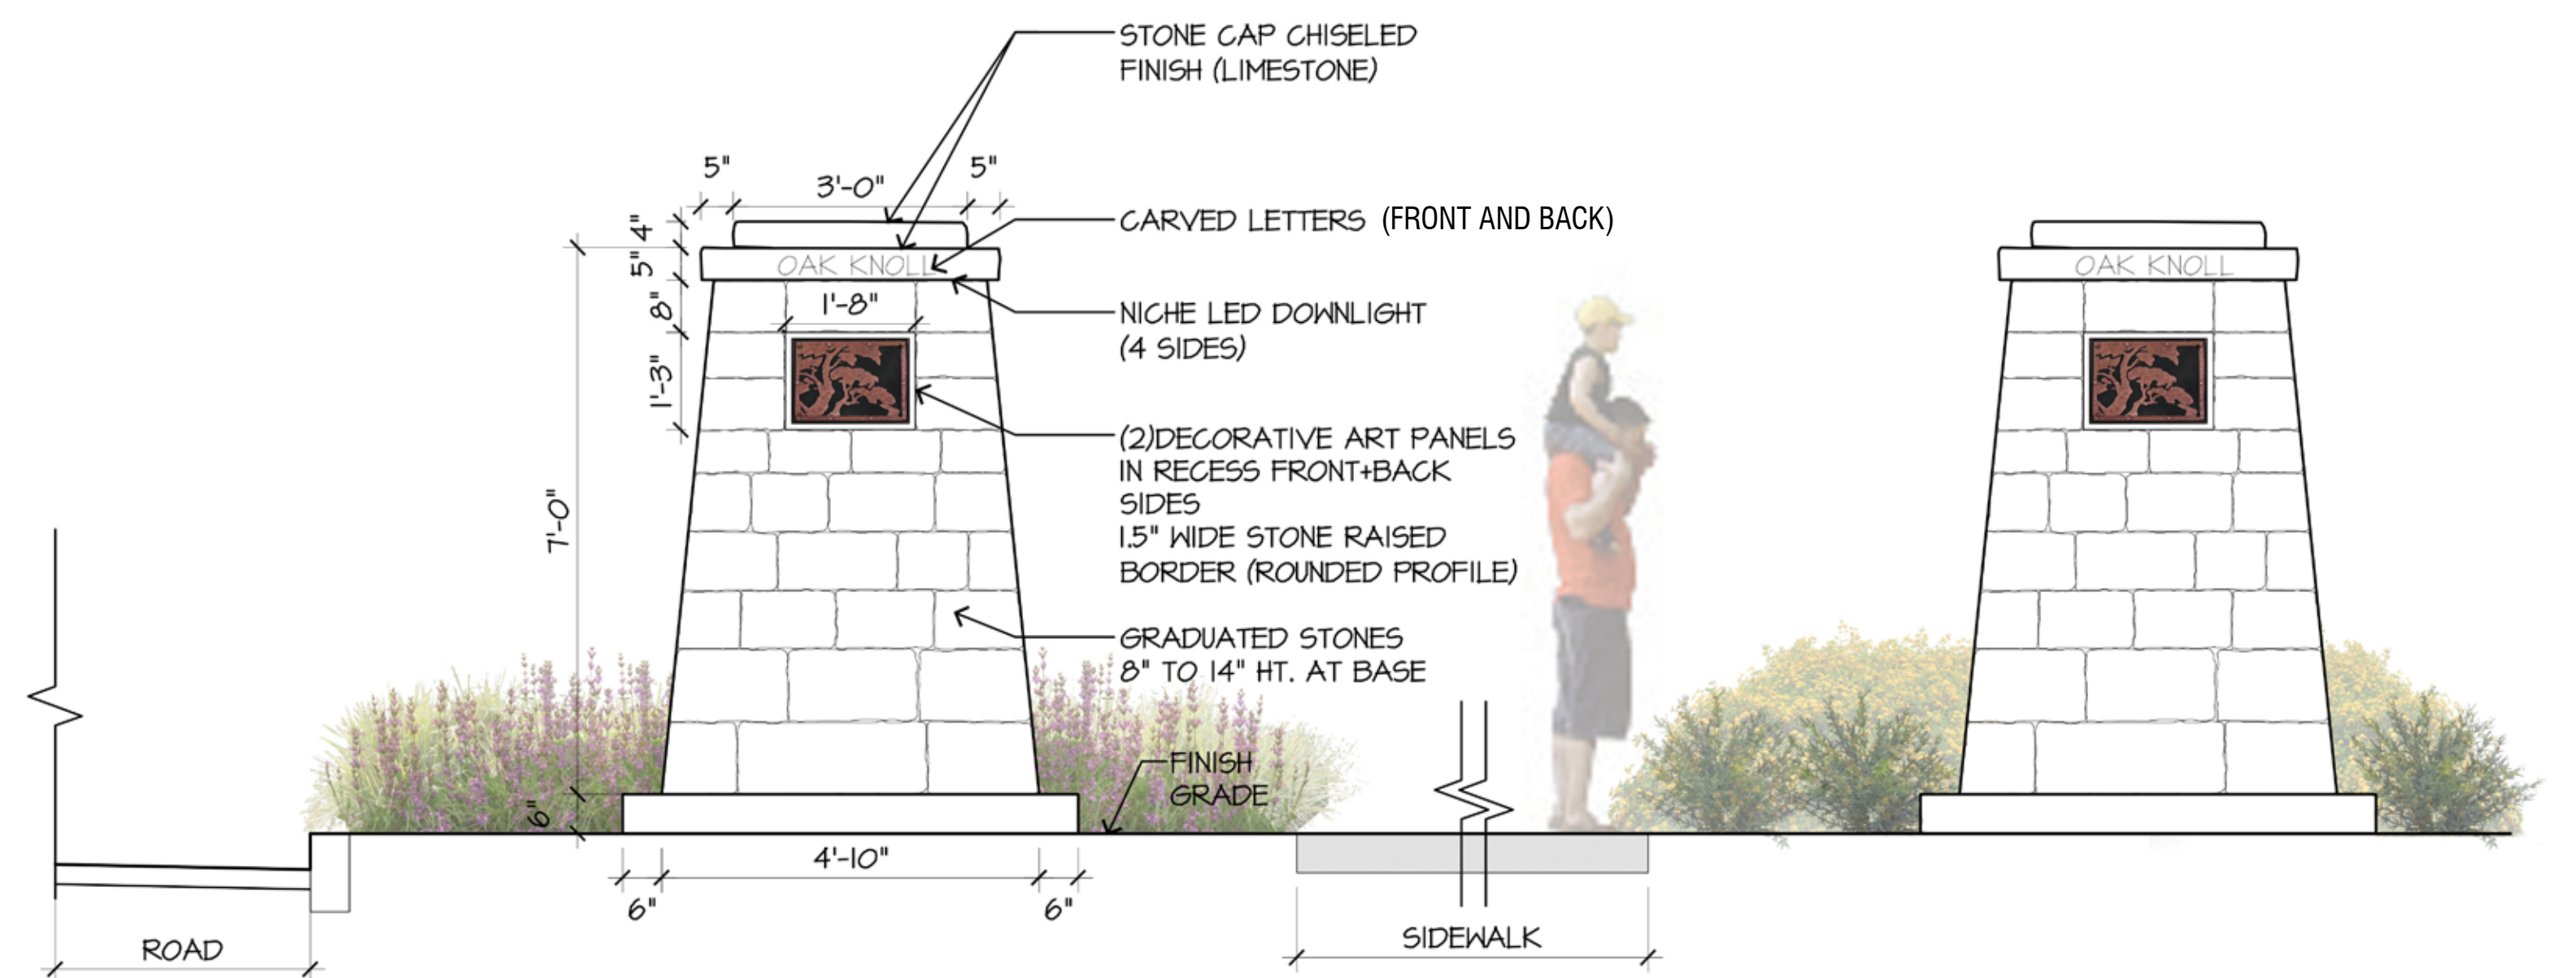 STONE CAP CHISELED
FINISH (LIMESTONE)
5"
3'-0"
5"
4"
CARVED LETTERS (FRONT AND BACK)
5"
OAK KNOLL
OAK KNOLL
8"
1'-8"
NICHE LED DOWNLIGHT
(4 SIDES)
1'-3"
(2)DECORATIVE ART PANELS
IN RECESS FRONT+BACK
SIDES
1.5" WIDE STONE RAISED
BORDER (ROUNDED PROFILE)
7'-0"
GRADUATED STONES
8" TO 14" HT. AT BASE
FINISH
GRADE
6"
4'-10"
6"
6"
ROAD
SIDEWALK